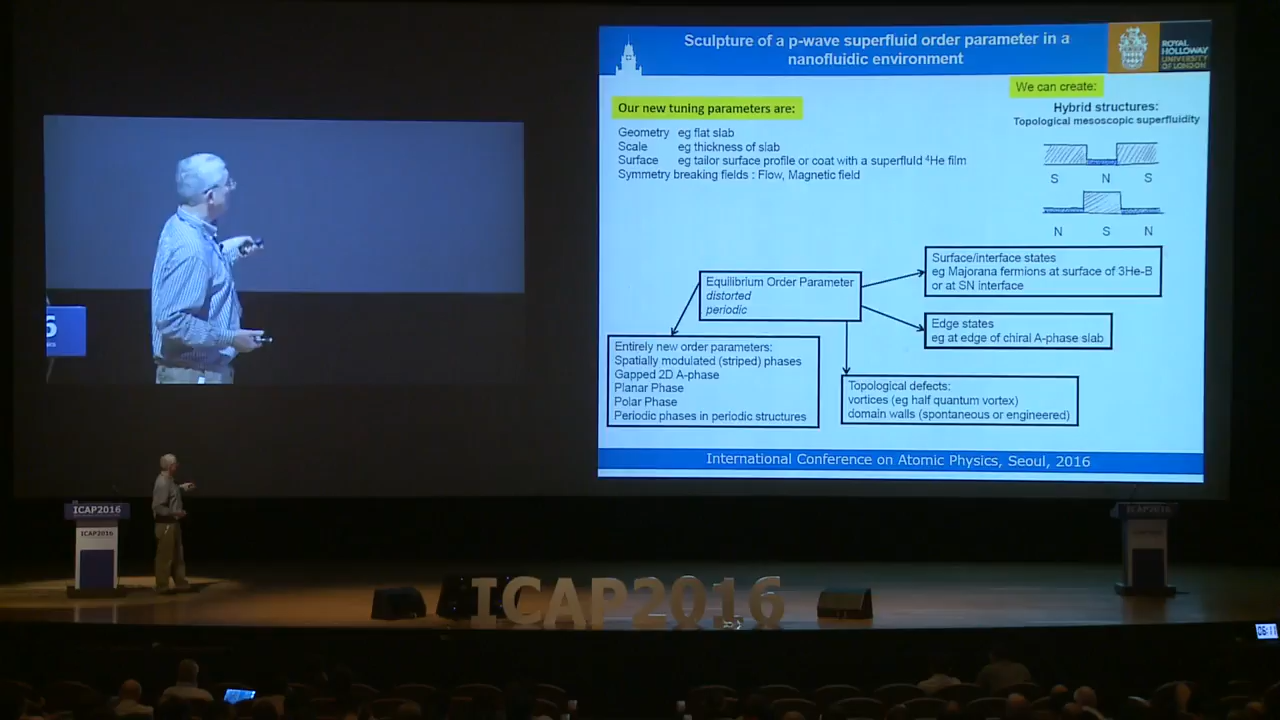 Sculpture of a p-wave superfluid order parameter in a
nanofluidic environment
ROYAL
HOLLOWAY
UNIVERSITY
OF LONDON
We can create:
Our new tuning parameters are:
Hybrid structures:
Topological mesoscopic superfluidity
Geometry eg flat slab
Scale eg thickness of slab
Surface eg tailor surface profile or coat with a superfluid ⁴He film
Symmetry breaking fields : Flow, Magnetic field
S N S
N S N
Surface/interface states
eg Majorana fermions at surface of 3He-B
or at SN interface
Equilibrium Order Parameter
distorted
periodic
Edge states
eg at edge of chiral A-phase slab
Entirely new order parameters:
Spatially modulated (striped) phases
Gapped 2D A-phase
Planar Phase
Polar Phase
Periodic phases in periodic structures
Topological defects:
vortices (eg half quantum vortex)
domain walls (spontaneous or engineered)
International Conference on Atomic Physics, Seoul, 2016
6
ICAP2016
ICAP2016
ICAP2016
ICAP2016